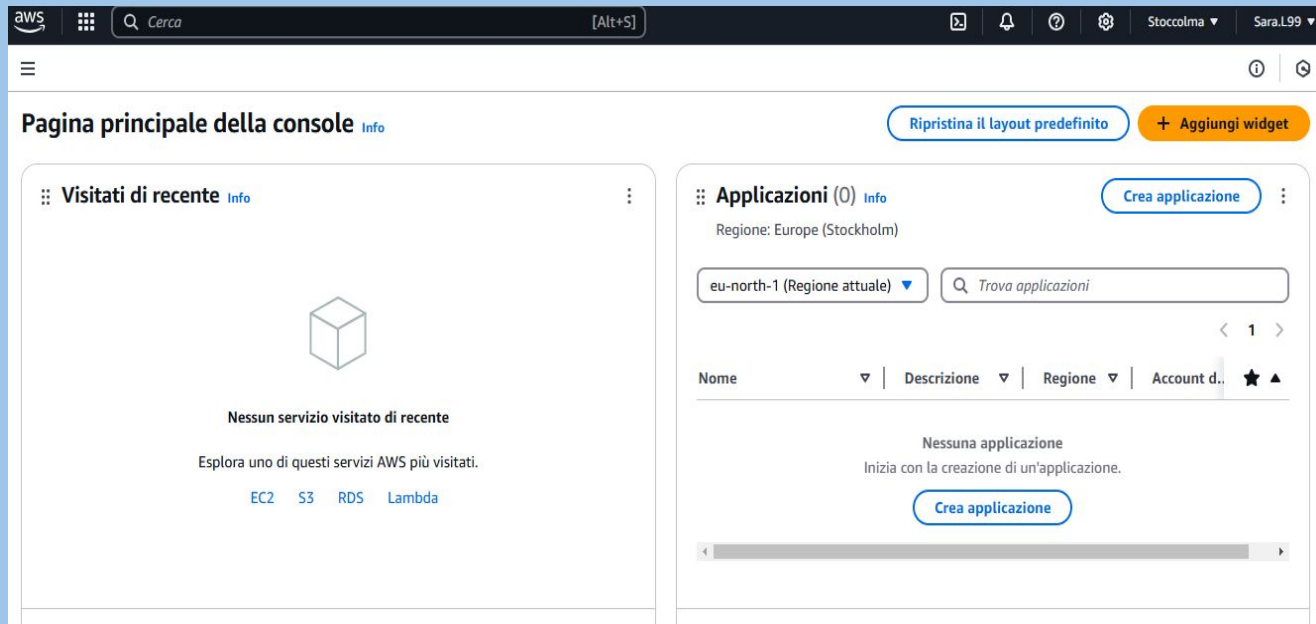 aws
Cerca [Alt+S] Stoccolma Sara.L99
Pagina principale della console Info
Ripristina il layout predefinito
+ Aggiungi widget
Visitati di recente Info
Nessun servizio visitato di recente
Esplora uno di questi servizi AWS più visitati.
EC2 S3 RDS Lambda
Applicazioni (0) Info
Crea applicazione
Regione: Europe (Stockholm)
eu-north-1 (Regione attuale)
Trova applicazioni
1
Nome Descrizione Regione Account d..
Nessuna applicazione
Inizia con la creazione di un'applicazione.
Crea applicazione